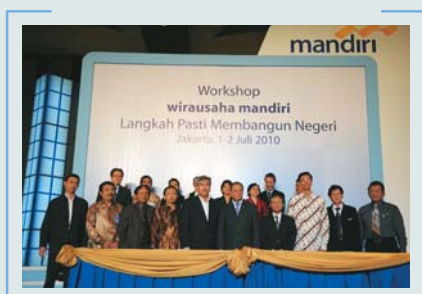 mandiri
Workshop
wirausaha mandiri
Langkah Pasti Membangun Negeri
Jakarta, 1-2 Juli 2010